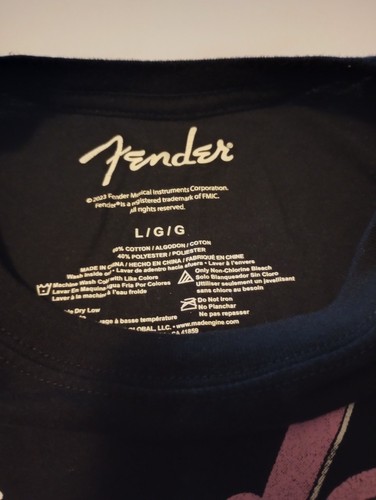 Fender
© 2023 Fender Musical Instruments Corporation.
Fender® is a registered trademark of FMIC.
All rights reserved.
L / G / G
COTTON / ALGODON / COTON
40% POLYESTER / POLIESTER
MADE IN CHINA / HECHO EN CHINA / FABRIQUÉ EN CHINE
Wash Inside • Lavar de adentro hacia afuera • Laver à l'envers
Machine Wash Cold with Like Colors
Lavar En Maquina Agua Fria Por Colores
Laver à la machine à l'eau froide
Only Non-Chlorine Bleach
Solo Blanqueador Sin Cloro
Utiliser seulement un javellisant
sans chlore au besoin
Dry Low
à basse température
Do Not Iron
No Planchar
Ne pas repasser
GLOBAL, LLC. • www.madengine.com
CA# 41859